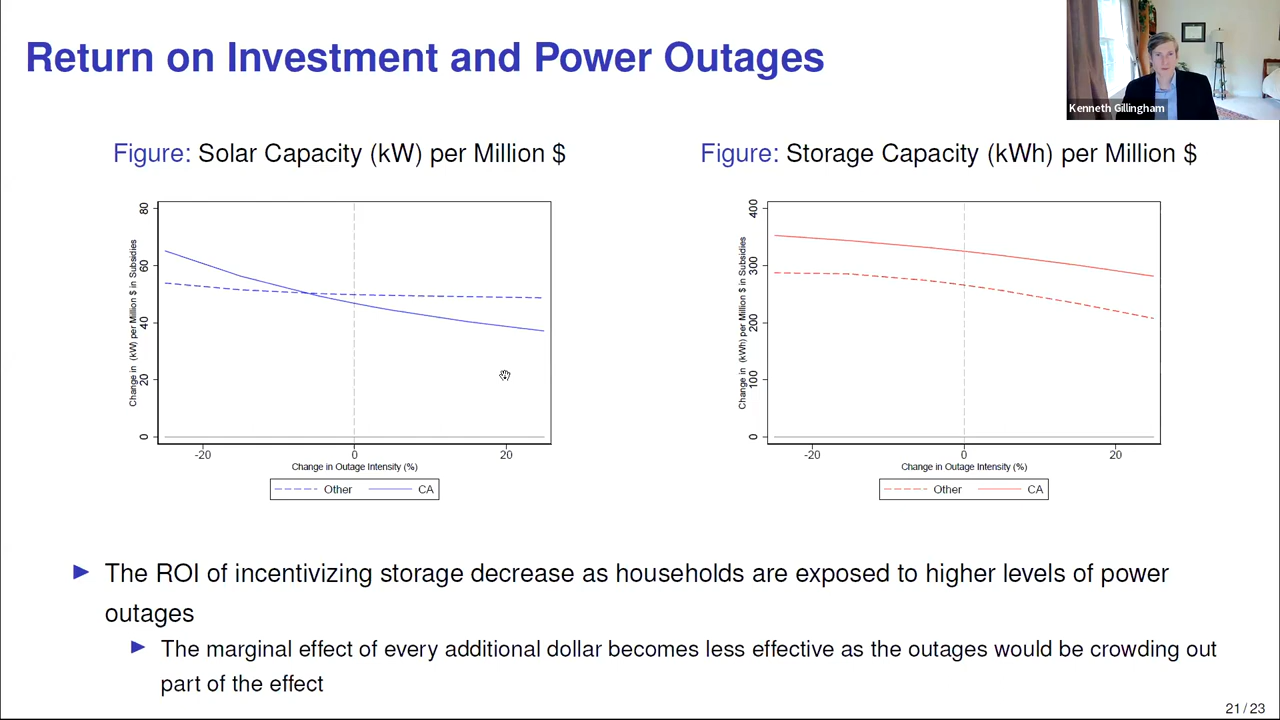 Return on Investment and Power Outages
Kenneth Gillingham
Figure: Solar Capacity (kW) per Million $
Change in (kW) per Million $ in Subsidies
80
60
40
20
0
-20 0 20
Change in Outage Intensity (%)
Other CA
Figure: Storage Capacity (kWh) per Million $
Change in (kWh) per Million $ in Subsidies
400
300
200
100
0
-20 0 20
Change in Outage Intensity (%)
Other CA
The ROI of incentivizing storage decrease as households are exposed to higher levels of power
outages
The marginal effect of every additional dollar becomes less effective as the outages would be crowding out
part of the effect
21 / 23